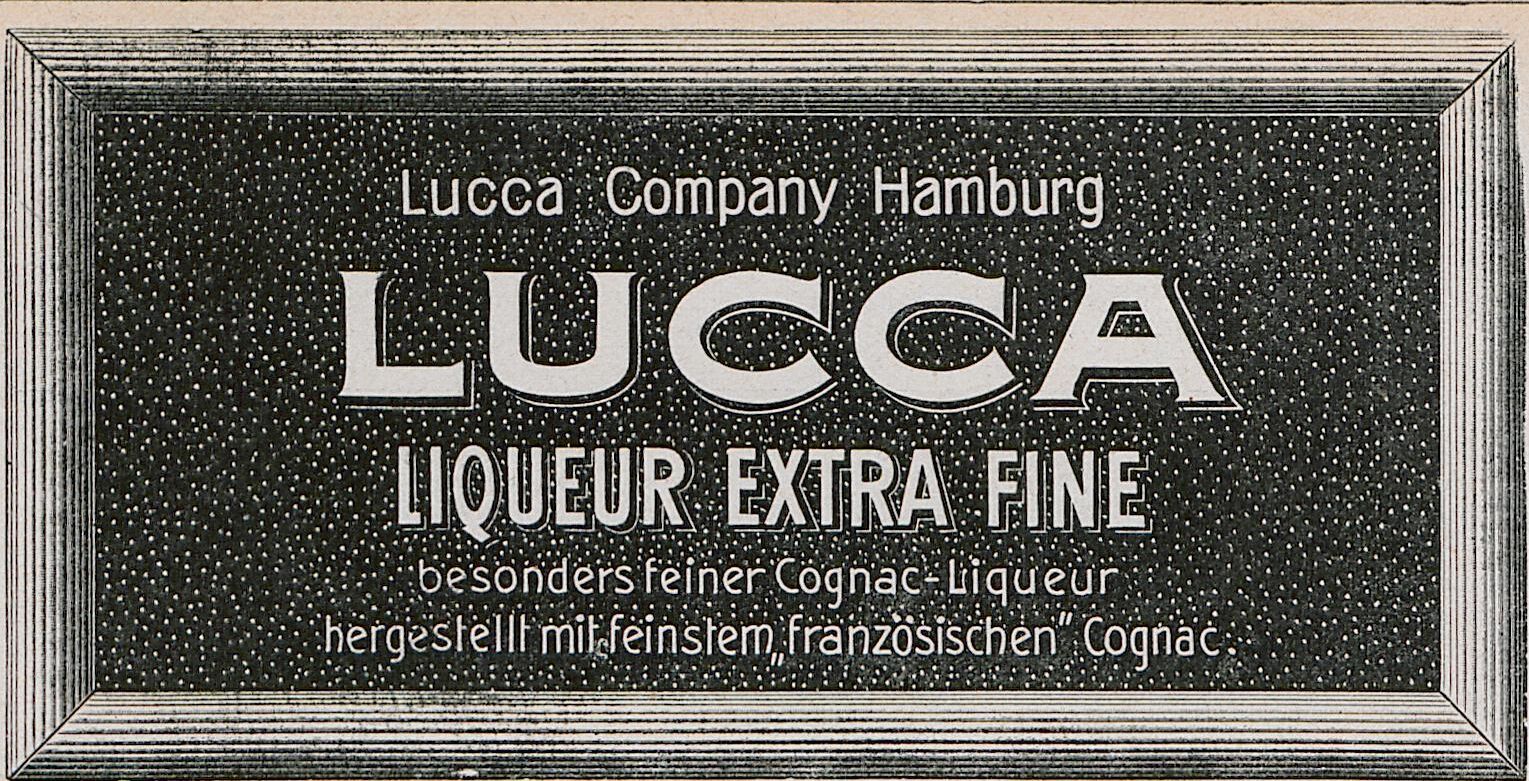 Lucca Company Hamburg
LUCCA
LIQUEUR EXTRA FINE
besonders feiner Cognac-Liqueur
hergestellt mit feinstem „französischen" Cognac.